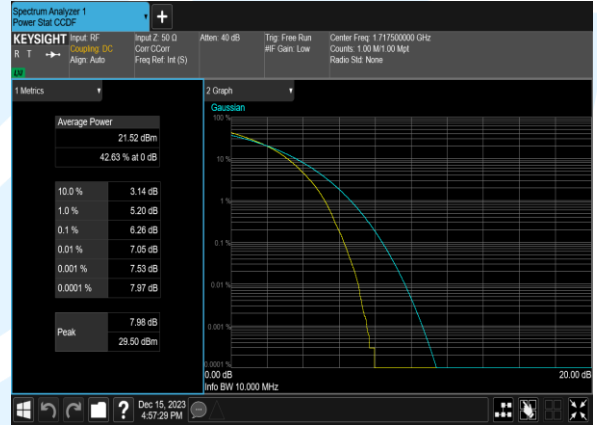 Spectrum Analyzer 1
Power Stat CCDF
+
KEYSIGHT
R T
Input: RF
Coupling: DC
Align: Auto
Input Z: 50 Ω
Corr CCorr
Freq Ref: Int (S)
Atten: 40 dB
Trig: Free Run
#IF Gain: Low
Center Freq: 1.717500000 GHz
Counts: 1.00 M/1.00 Mpt
Radio Std: None
1 Metrics
Average Power
21.52 dBm
42.63 % at 0 dB
10.0 % 3.14 dB
1.0 % 5.20 dB
0.1 % 6.26 dB
0.01 % 7.05 dB
0.001 % 7.53 dB
0.0001 % 7.97 dB
Peak
7.98 dB
29.50 dBm
2 Graph
Gaussian
100 %
10 %
1 %
0.1 %
0.01 %
0.001 %
0.0001 %
0.00 dB
20.00 dB
Info BW 10.000 MHz
?
Dec 15, 2023
4:57:29 PM